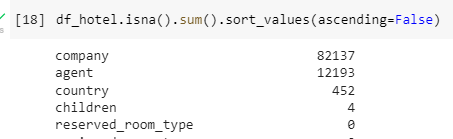 [18] df_hotel.isna().sum().sort_values(ascending=False)
company 82137
agent 12193
country 452
children 4
reserved_room_type 0